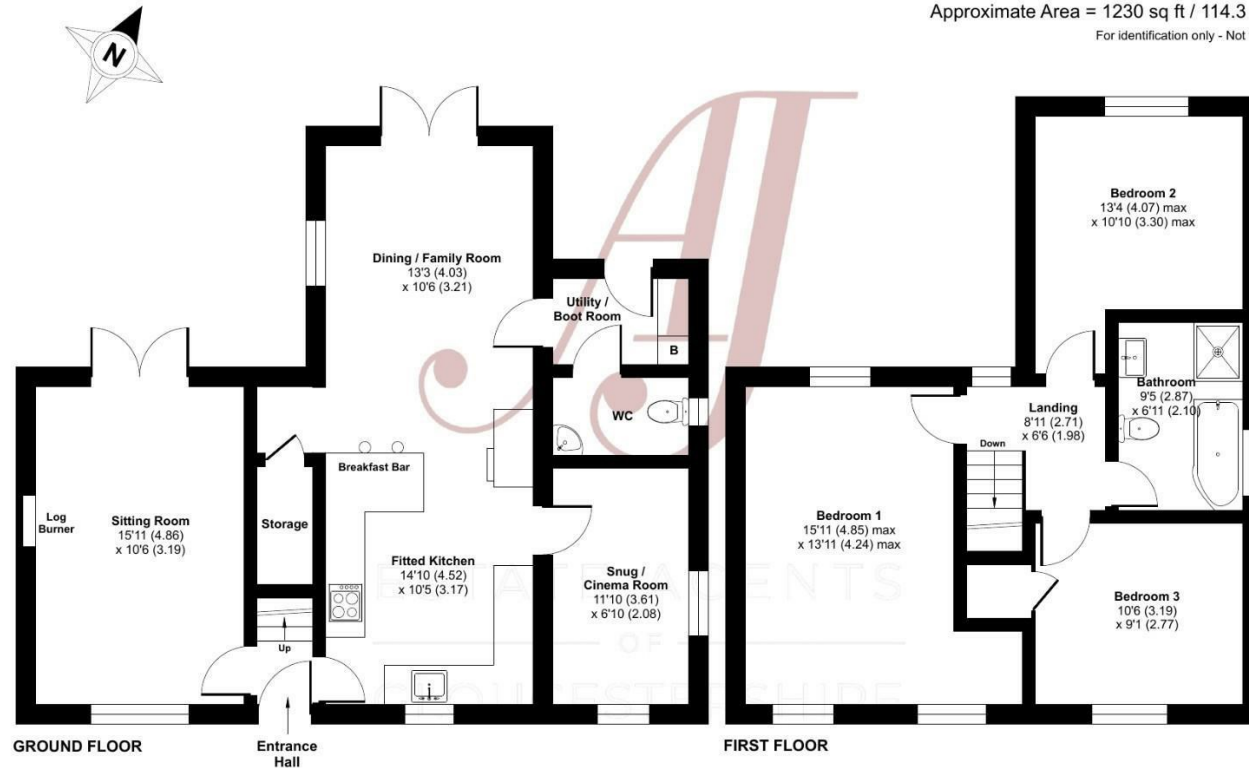 Approximate Area = 1230 sq ft / 114.3
For identification only - Not
N
AJ
ESTATE AGENTS
OF
GLOUCESTERSHIRE
Dining / Family Room
13'3 (4.03)
x 10'6 (3.21)
Utility /
Boot Room
B
WC
Breakfast Bar
Storage
Log
Burner
Sitting Room
15'11 (4.86)
x 10'6 (3.19)
Fitted Kitchen
14'10 (4.52)
x 10'5 (3.17)
Snug /
Cinema Room
11'10 (3.61)
x 6'10 (2.08)
Up
GROUND FLOOR
Entrance
Hall
Bedroom 2
13'4 (4.07) max
x 10'10 (3.30) max
Bathroom
9'5 (2.87)
x 6'11 (2.10)
Landing
8'11 (2.71)
x 6'6 (1.98)
Down
Bedroom 1
15'11 (4.85) max
x 13'11 (4.24) max
Bedroom 3
10'6 (3.19)
x 9'1 (2.77)
FIRST FLOOR